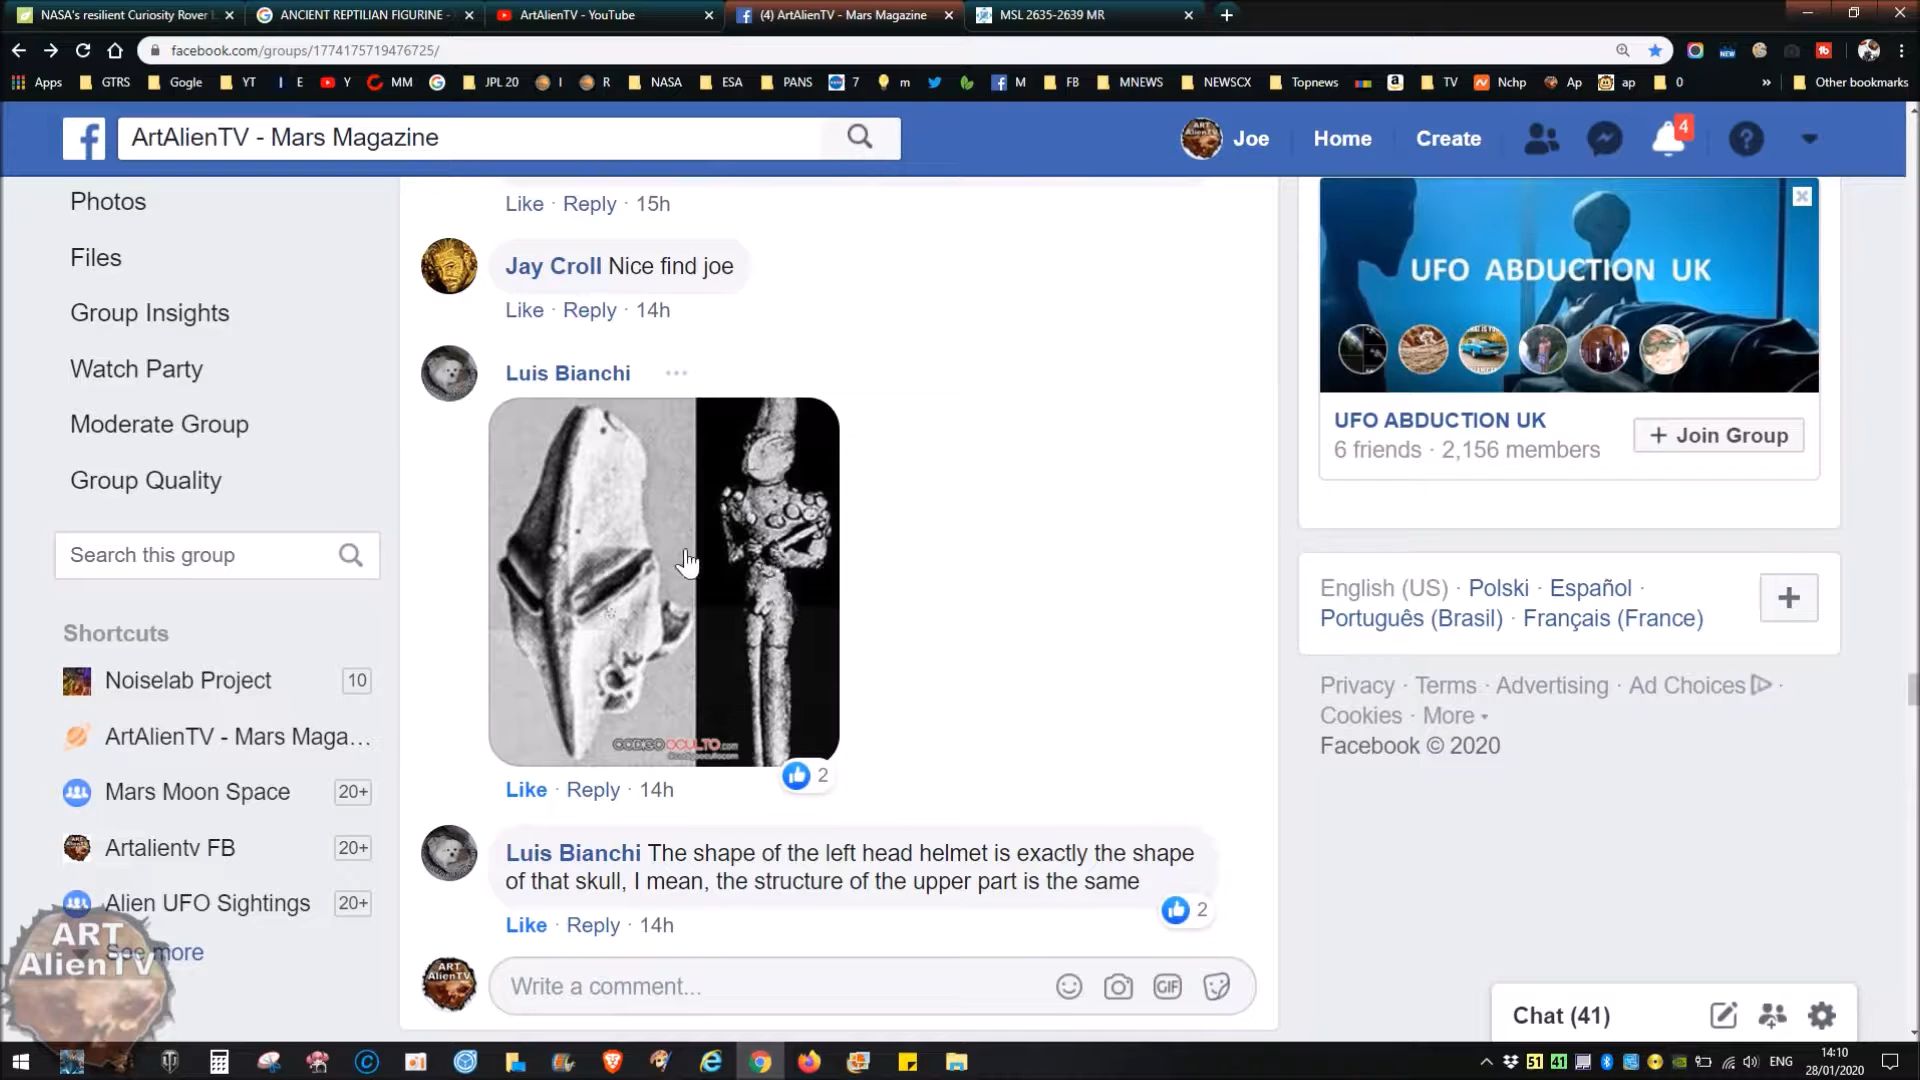 NASA's resilient Curiosity Rover
ANCIENT REPTILIAN FIGURINE -
ArtAlienTV - YouTube
(4) ArtAlienTV - Mars Magazine
MSL 2635-2639 MR
facebook.com/groups/1774175719476725/
NEW
Apps GTRS Gogle YT I E Y MM JPL 20 I R NASA ESA PANS 7 m M FB MNEWS NEWSCX Topnews TV Nchp Ap ap 0 » Other bookmarks
ArtAlienTV - Mars Magazine
Joe Home Create 4
Photos
Files
Group Insights
Watch Party
Moderate Group
Group Quality
Search this group
Shortcuts
Noiselab Project 10
ArtAlienTV - Mars Maga...
Mars Moon Space 20+
Artalientv FB 20+
Alien UFO Sightings 20+
See more
ART
AlienTV
Like · Reply · 15h
Jay Croll Nice find joe
Like · Reply · 14h
Luis Bianchi ...
CODIGO OCULTO.com
Like · Reply · 14h 2
Luis Bianchi The shape of the left head helmet is exactly the shape
of that skull, I mean, the structure of the upper part is the same
2
Like · Reply · 14h
ART
AlienTV
Write a comment...
GIF
UFO ABDUCTION UK
UFO ABDUCTION UK
6 friends · 2,156 members
+ Join Group
English (US) · Polski · Español ·
Português (Brasil) · Français (France)
Privacy · Terms · Advertising · Ad Choices ·
Cookies · More
Facebook © 2020
Chat (41)
51 41 ENG
14:10
28/01/2020